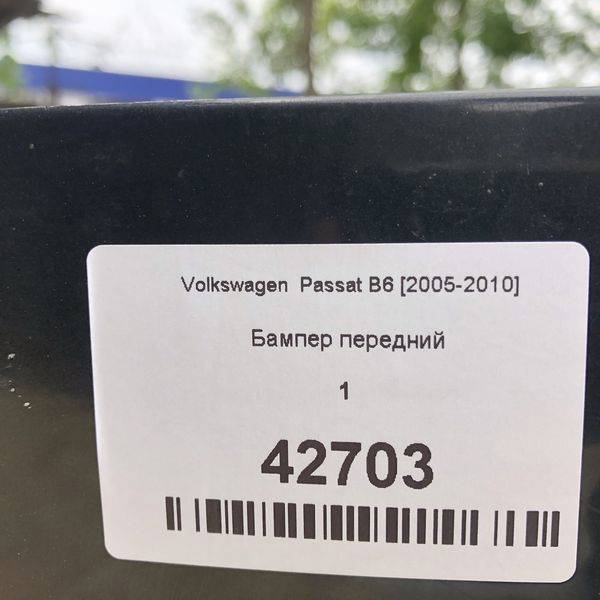 Volkswagen Passat B6 [2005-2010]
Бампер передний
1
42703